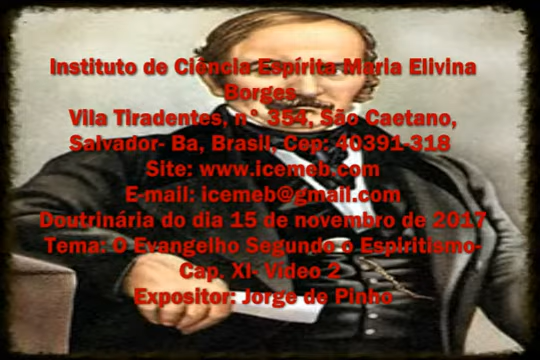 Instituto de Ciência Espírita Maria Elivina
Borges
Vila Tiradentes, n° 354, São Caetano,
Salvador- Ba, Brasil, Cep: 40391-318
Site: www.icemeb.com
E-mail: icemeb@gmail.com
Doutrinária do dia 15 de novembro de 2017
Tema: O Evangelho Segundo o Espiritismo-
Cap. XI- Vídeo 2
Expositor: Jorge de Pinho